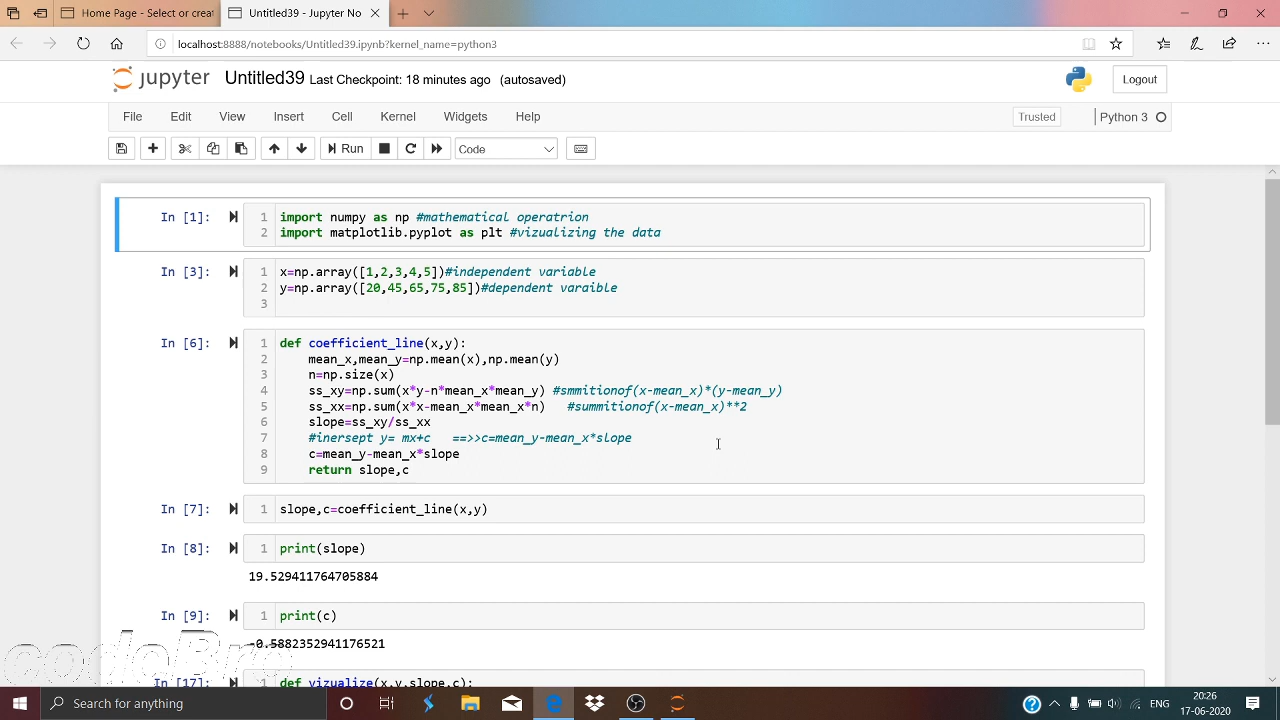 Home Page - Select or creat
Untitled39 - Jupyter No
localhost:8888/notebooks/Untitled39.ipynb?kernel_name=python3
jupyter Untitled39 Last Checkpoint: 18 minutes ago (autosaved)
Logout
File Edit View Insert Cell Kernel Widgets Help
Trusted
Python 3
Run
Code
In [1]:
1 import numpy as np #mathematical operatrion
2 import matplotlib.pyplot as plt #vizualizing the data
In [3]:
1 x=np.array([1,2,3,4,5])#independent variable
2 y=np.array([20,45,65,75,85])#dependent varaible
3
In [6]:
1 def coefficient_line(x,y):
2 mean_x,mean_y=np.mean(x),np.mean(y)
3 n=np.size(x)
4 ss_xy=np.sum(x*y-n*mean_x*mean_y) #smmitionof(x-mean_x)*(y-mean_y)
5 ss_xx=np.sum(x*x-mean_x*mean_x*n) #summitionof(x-mean_x)**2
6 slope=ss_xy/ss_xx
7 #inersept y= mx+c ==>>c=mean_y-mean_x*slope
8 c=mean_y-mean_x*slope
9 return slope,c
In [7]:
1 slope,c=coefficient_line(x,y)
In [8]:
1 print(slope)
19.529411764705884
In [9]:
1 print(c)
-0.5882352941176521
In [17]:
1 def vizualize(x,y,slope,c):
Type here to search
ENG
20:26
17-06-2020